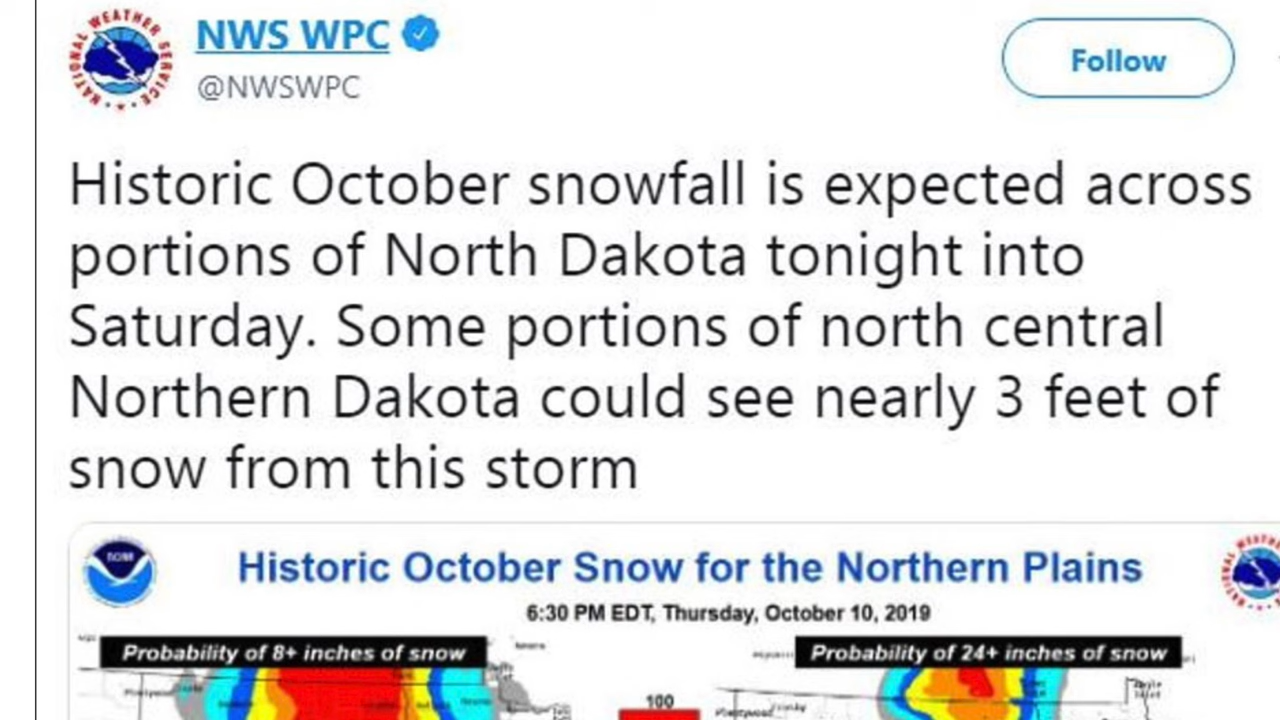 NWS WPC
@NWSWPC
Follow
Historic October snowfall is expected across
portions of North Dakota tonight into
Saturday. Some portions of north central
Northern Dakota could see nearly 3 feet of
snow from this storm
Historic October Snow for the Northern Plains
6:30 PM EDT, Thursday, October 10, 2019
Probability of 8+ inches of snow
Probability of 24+ inches of snow
100
NATIONAL WEATHER SERVICE